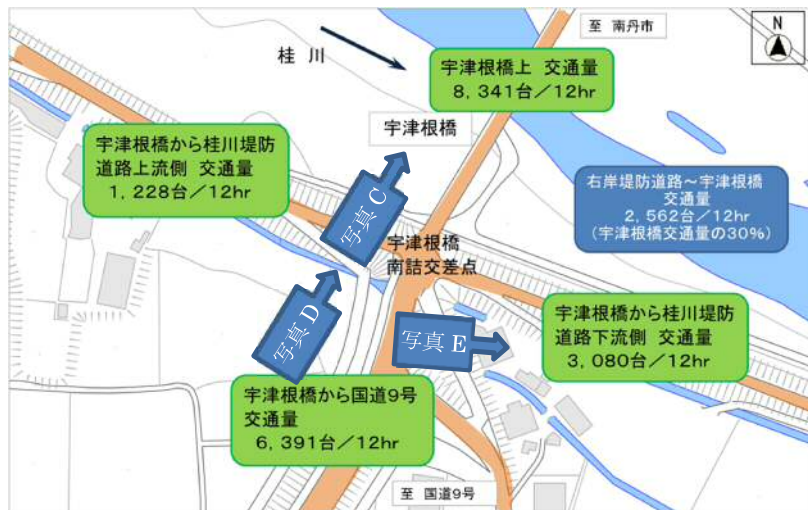 至 南丹市
N
桂 川
宇津根橋上 交通量
8,341台/12hr
宇津根橋
宇津根橋から桂川堤防
道路上流側 交通量
1,228台/12hr
右岸堤防道路~宇津根橋
交通量
2,562台/12hr
(宇津根橋交通量の30%)
写真 C
宇津根橋
南詰交差点
写真 D
写真 E
宇津根橋から桂川堤防
道路下流側 交通量
3,080台/12hr
宇津根橋から国道9号
交通量
6,391台/12hr
至 国道9号